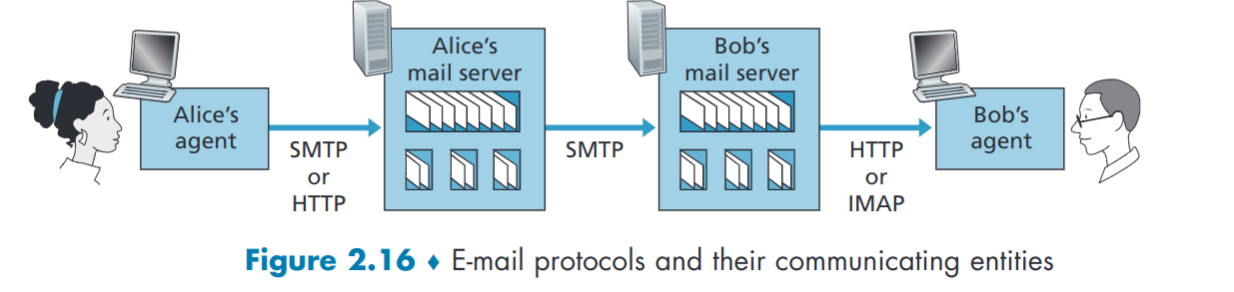 Alice's
agent
SMTP
or
HTTP
Alice's
mail server
SMTP
Bob's
mail server
HTTP
or
IMAP
Bob's
agent
Figure 2.16 ♦ E-mail protocols and their communicating entities